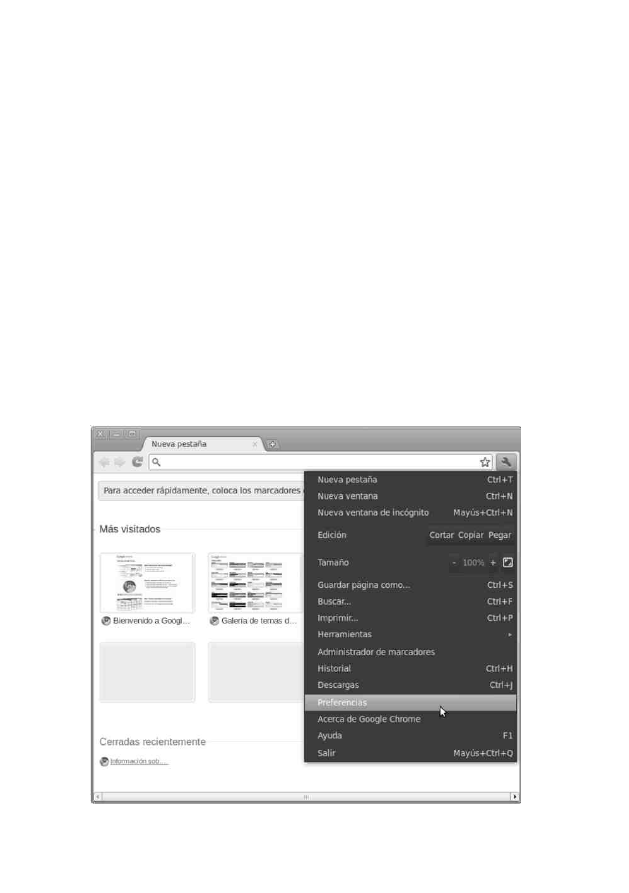 Nueva pestaña
Para acceder rápidamente, coloca los marcadores
Más visitados
Bienvenido a Googl...
Galería de temas d...
Cerradas recientemente
Información sob....
Nueva pestaña Ctrl+T
Nueva ventana Ctrl+N
Nueva ventana de incógnito Mayús+Ctrl+N
Edición Cortar Copiar Pegar
Tamaño - 100% +
Guardar página como... Ctrl+S
Buscar... Ctrl+F
Imprimir... Ctrl+P
Herramientas
Administrador de marcadores
Historial Ctrl+H
Descargas Ctrl+J
Preferencias
Acerca de Google Chrome
Ayuda F1
Salir Mayús+Ctrl+Q